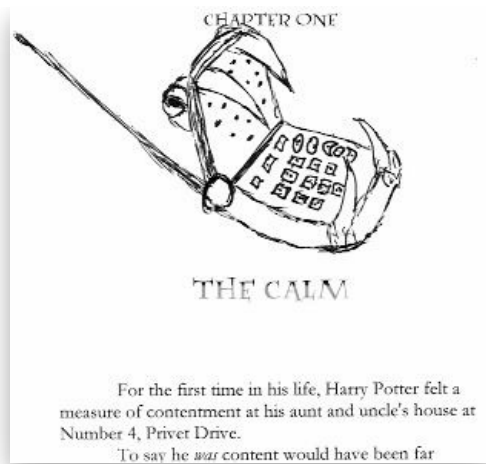 CHAPTER ONE
THE CALM
For the first time in his life, Harry Potter felt a
measure of contentment at his aunt and uncle's house at
Number 4, Privet Drive.
To say he was content would have been far